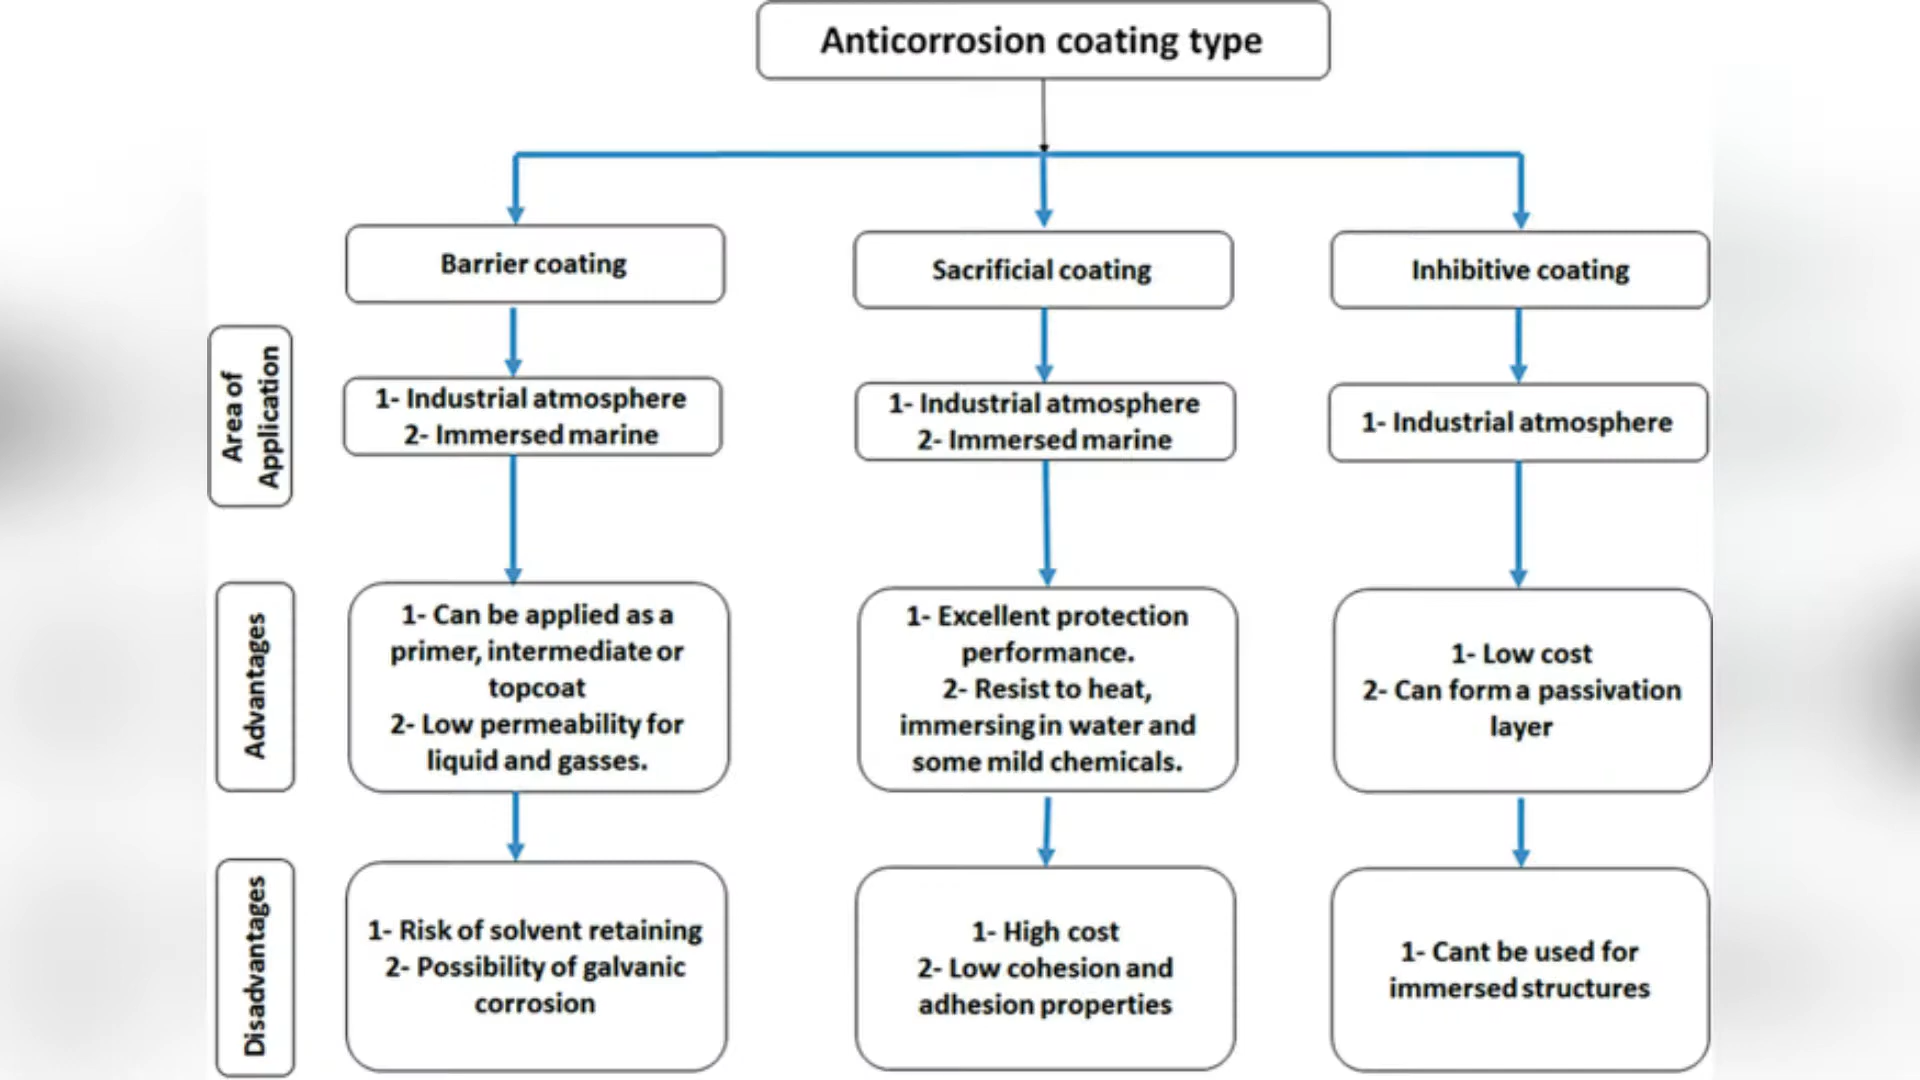 Anticorrosion coating type
Barrier coating
Sacrificial coating
Inhibitive coating
Area of
Application
1- Industrial atmosphere
2- Immersed marine
1- Industrial atmosphere
2- Immersed marine
1- Industrial atmosphere
Advantages
1- Can be applied as a
primer, intermediate or
topcoat
2- Low permeability for
liquid and gasses.
1- Excellent protection
performance.
2- Resist to heat,
immersing in water and
some mild chemicals.
1- Low cost
2- Can form a passivation
layer
Disadvantages
1- Risk of solvent retaining
2- Possibility of galvanic
corrosion
1- High cost
2- Low cohesion and
adhesion properties
1- Cant be used for
immersed structures